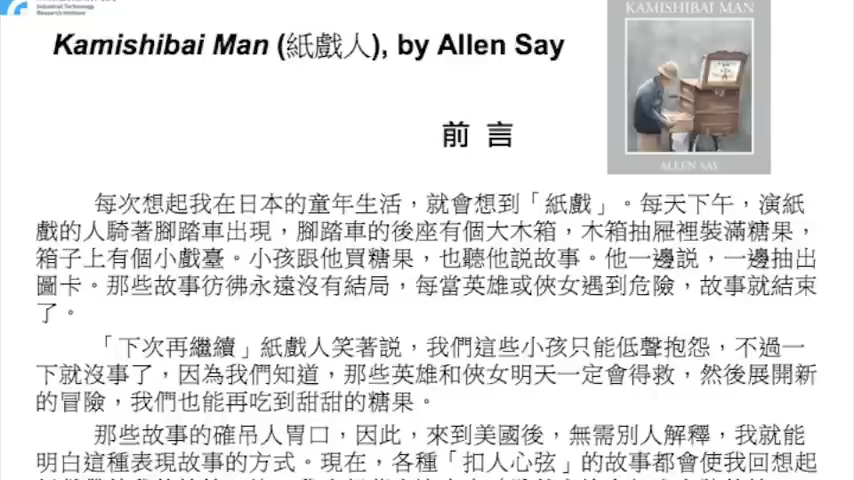 Industrial Technology
Research Institute
Kamishibai Man (紙戲人), by Allen Say
KAMISHIBAI MAN
ALLEN SAY
前 言
每次想起我在日本的童年生活，就會想到「紙戲」。每天下午，演紙
戲的人騎著腳踏車出現，腳踏車的後座有個大木箱，木箱抽屜裡裝滿糖果，
箱子上有個小戲臺。小孩跟他買糖果，也聽他說故事。他一邊說，一邊抽出
圖卡。那些故事彷彿永遠沒有結局，每當英雄或俠女遇到危險，故事就結束
了。
「下次再繼續」紙戲人笑著說，我們這些小孩只能低聲抱怨，不過一
下就沒事了，因為我們知道，那些英雄和俠女明天一定會得救，然後展開新
的冒險，我們也能再吃到甜甜的糖果。
那些故事的確吊人胃口，因此，來到美國後，無需別人解釋，我就能
明白這種表現故事的方式。現在，各種「扣人心弦」的故事都會使我回想起